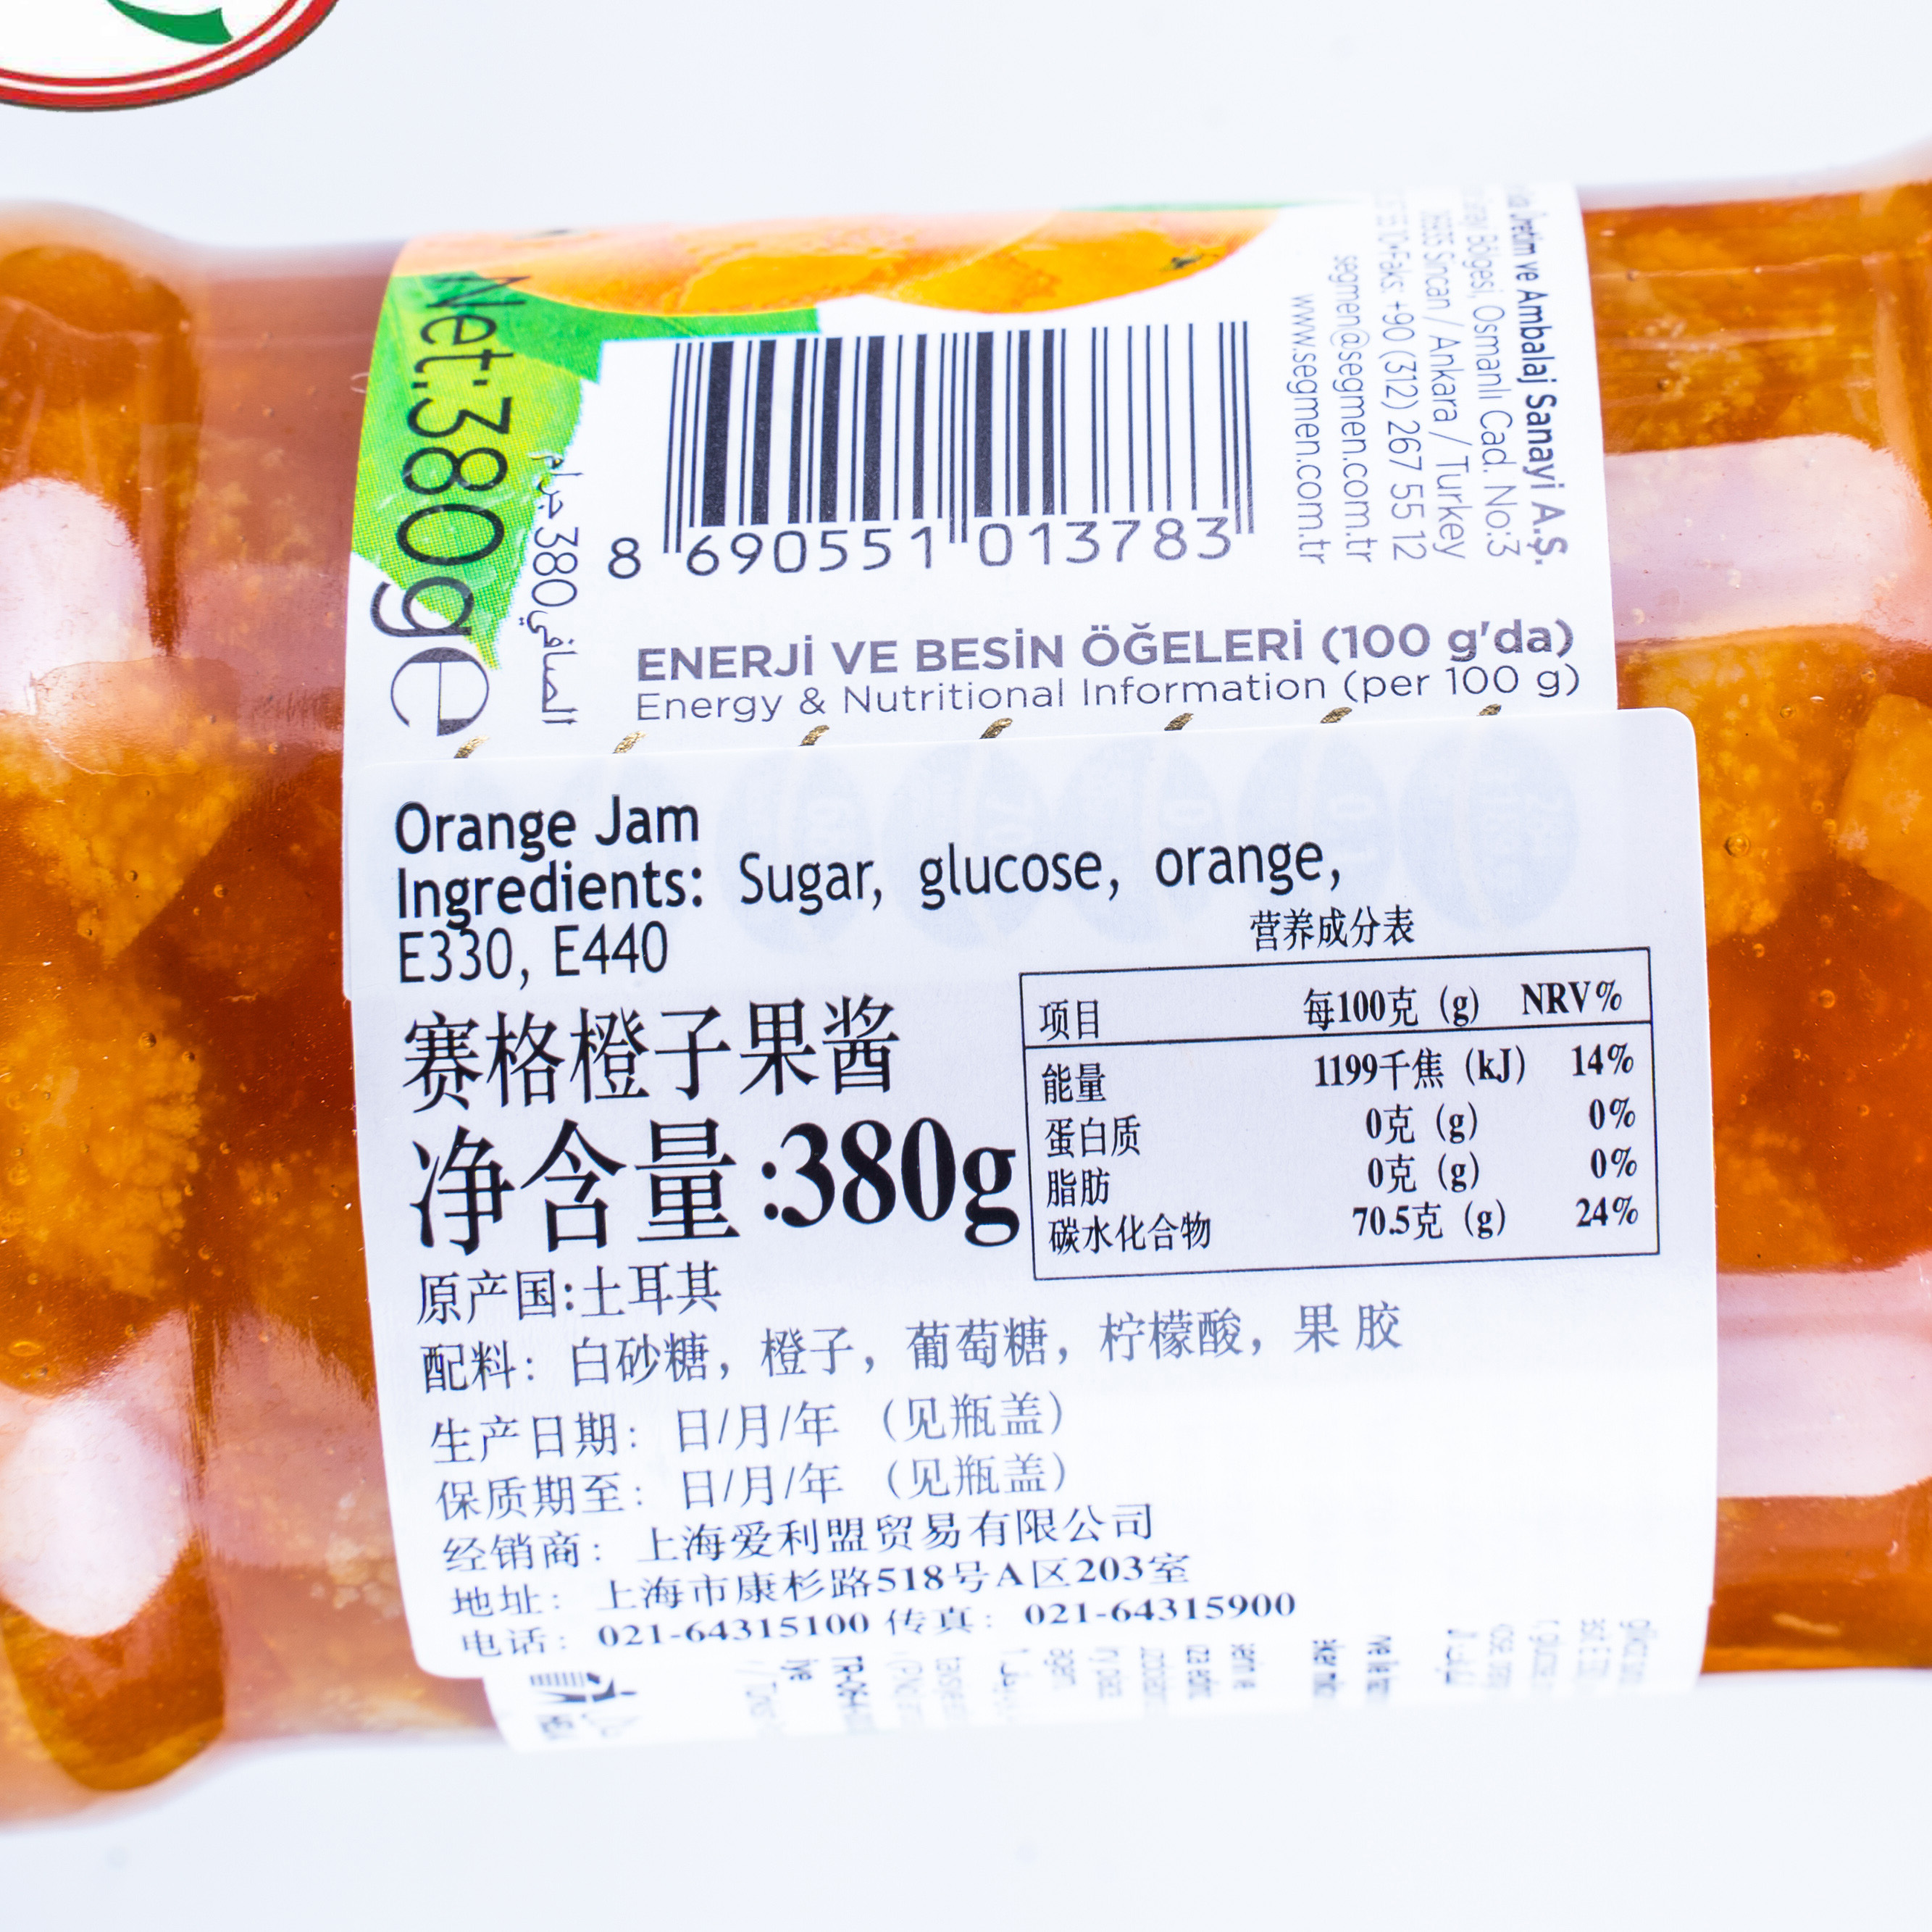 Net:380g e
الصافي 380 جرام
8 690551 013783
Üretim ve Ambalaj Sanayi A.Ş.
Bölgesi, Osmanlı Cad. No:3
Sincan / Ankara / Turkey
Faks: +90 (312) 267 55 12
segmen@segmen.com.tr
www.segmen.com.tr
ENERJİ VE BESİN ÖĞELERİ (100 g'da)
Energy & Nutritional Information (per 100 g)
Orange Jam
Ingredients: Sugar, glucose, orange,
E330, E440
赛格橙子果酱
净含量:380g
营养成分表
项目 每100克 (g) NRV%
能量 1199千焦 (kJ) 14%
蛋白质 0克 (g) 0%
脂肪 0克 (g) 0%
碳水化合物 70.5克 (g) 24%
原产国:土耳其
配料: 白砂糖, 橙子, 葡萄糖, 柠檬酸, 果胶
生产日期: 日/月/年 (见瓶盖)
保质期至: 日/月/年 (见瓶盖)
经销商: 上海爱利盟贸易有限公司
地址: 上海市康杉路518号A区203室
电话: 021-64315100 传真: 021-64315900